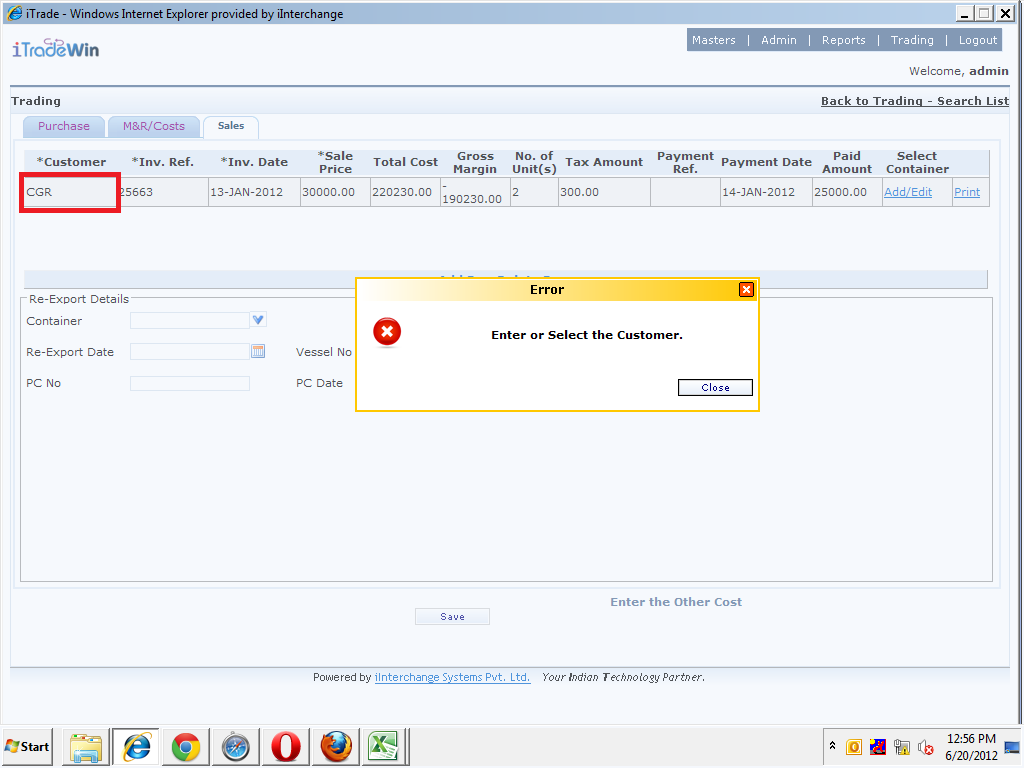 iTrade - Windows Internet Explorer provided by iInterchange
iTradeWin
Masters | Admin | Reports | Trading | Logout
Welcome, admin
Trading
Back to Trading - Search List
Purchase M&R/Costs Sales
*Customer *Inv. Ref. *Inv. Date *Sale Price Total Cost Gross Margin No. of Unit(s) Tax Amount Payment Ref. Payment Date Paid Amount Select Container
CGR 25663 13-JAN-2012 30000.00 220230.00 -190230.00 2 300.00 14-JAN-2012 25000.00 Add/Edit Print
Error
Re-Export Details
Container
Enter or Select the Customer.
Re-Export Date Vessel No
PC No PC Date
Close
Enter the Other Cost
Save
Powered by iInterchange Systems Pvt. Ltd. Your Indian Technology Partner.
Start
12:56 PM
6/20/2012